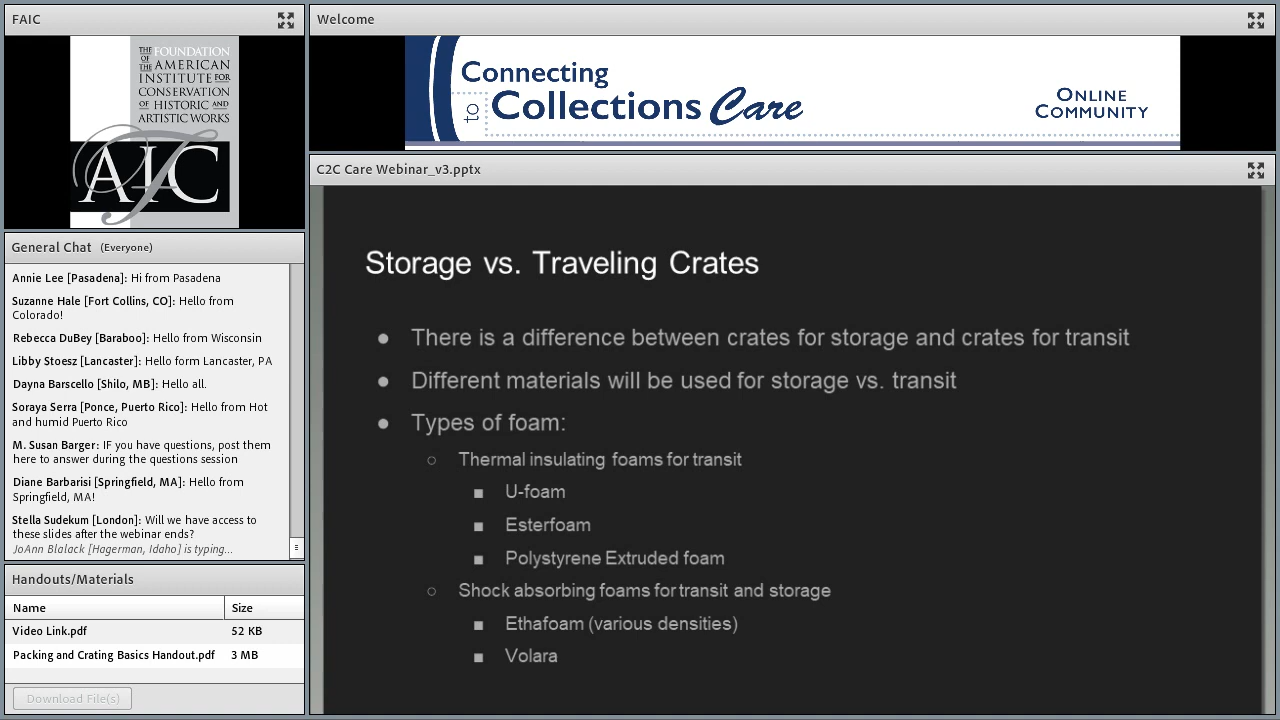 FAIC
THE FOUNDATION
OF THE AMERICAN
INSTITUTE FOR
CONSERVATION
OF HISTORIC AND
ARTISTIC WORKS
FAIC
Welcome
Connecting
to Collections Care
ONLINE
COMMUNITY
General Chat (Everyone)
Annie Lee [Pasadena]: Hi from Pasadena
Suzanne Hale [Fort Collins, CO]: Hello from
Colorado!
Rebecca DuBey [Baraboo]: Hello from Wisconsin
Libby Stoesz [Lancaster]: Hello form Lancaster, PA
Dayna Barscello [Shilo, MB]: Hello all.
Soraya Serra [Ponce, Puerto Rico]: Hello from Hot
and humid Puerto Rico
M. Susan Barger: IF you have questions, post them
here to answer during the questions session
Diane Barbarisi [Springfield, MA]: Hello from
Springfield, MA!
Stella Sudekum [London]: Will we have access to
these slides after the webinar ends?
JoAnn Blalack [Hagerman, Idaho] is typing...
Handouts/Materials
Name Size
Video Link.pdf 52 KB
Packing and Crating Basics Handout.pdf 3 MB
Download File(s)
C2C Care Webinar_v3.pptx
Storage vs. Traveling Crates
● There is a difference between crates for storage and crates for transit
● Different materials will be used for storage vs. transit
● Types of foam:
○ Thermal insulating foams for transit
■ U-foam
■ Esterfoam
■ Polystyrene Extruded foam
○ Shock absorbing foams for transit and storage
■ Ethafoam (various densities)
■ Volara